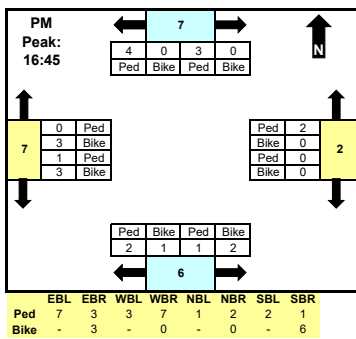 PM
Peak:
16:45
7
N
4 0 3 0
Ped Bike Ped Bike
7
0 Ped
3 Bike
1 Ped
3 Bike
Ped 2
Bike 0
Ped 0
Bike 0
2
Ped Bike Ped Bike
2 1 1 2
6
EBL EBR WBL WBR NBL NBR SBL SBR
Ped 7 3 3 7 1 2 2 1
Bike - 3 - 0 - 0 - 6